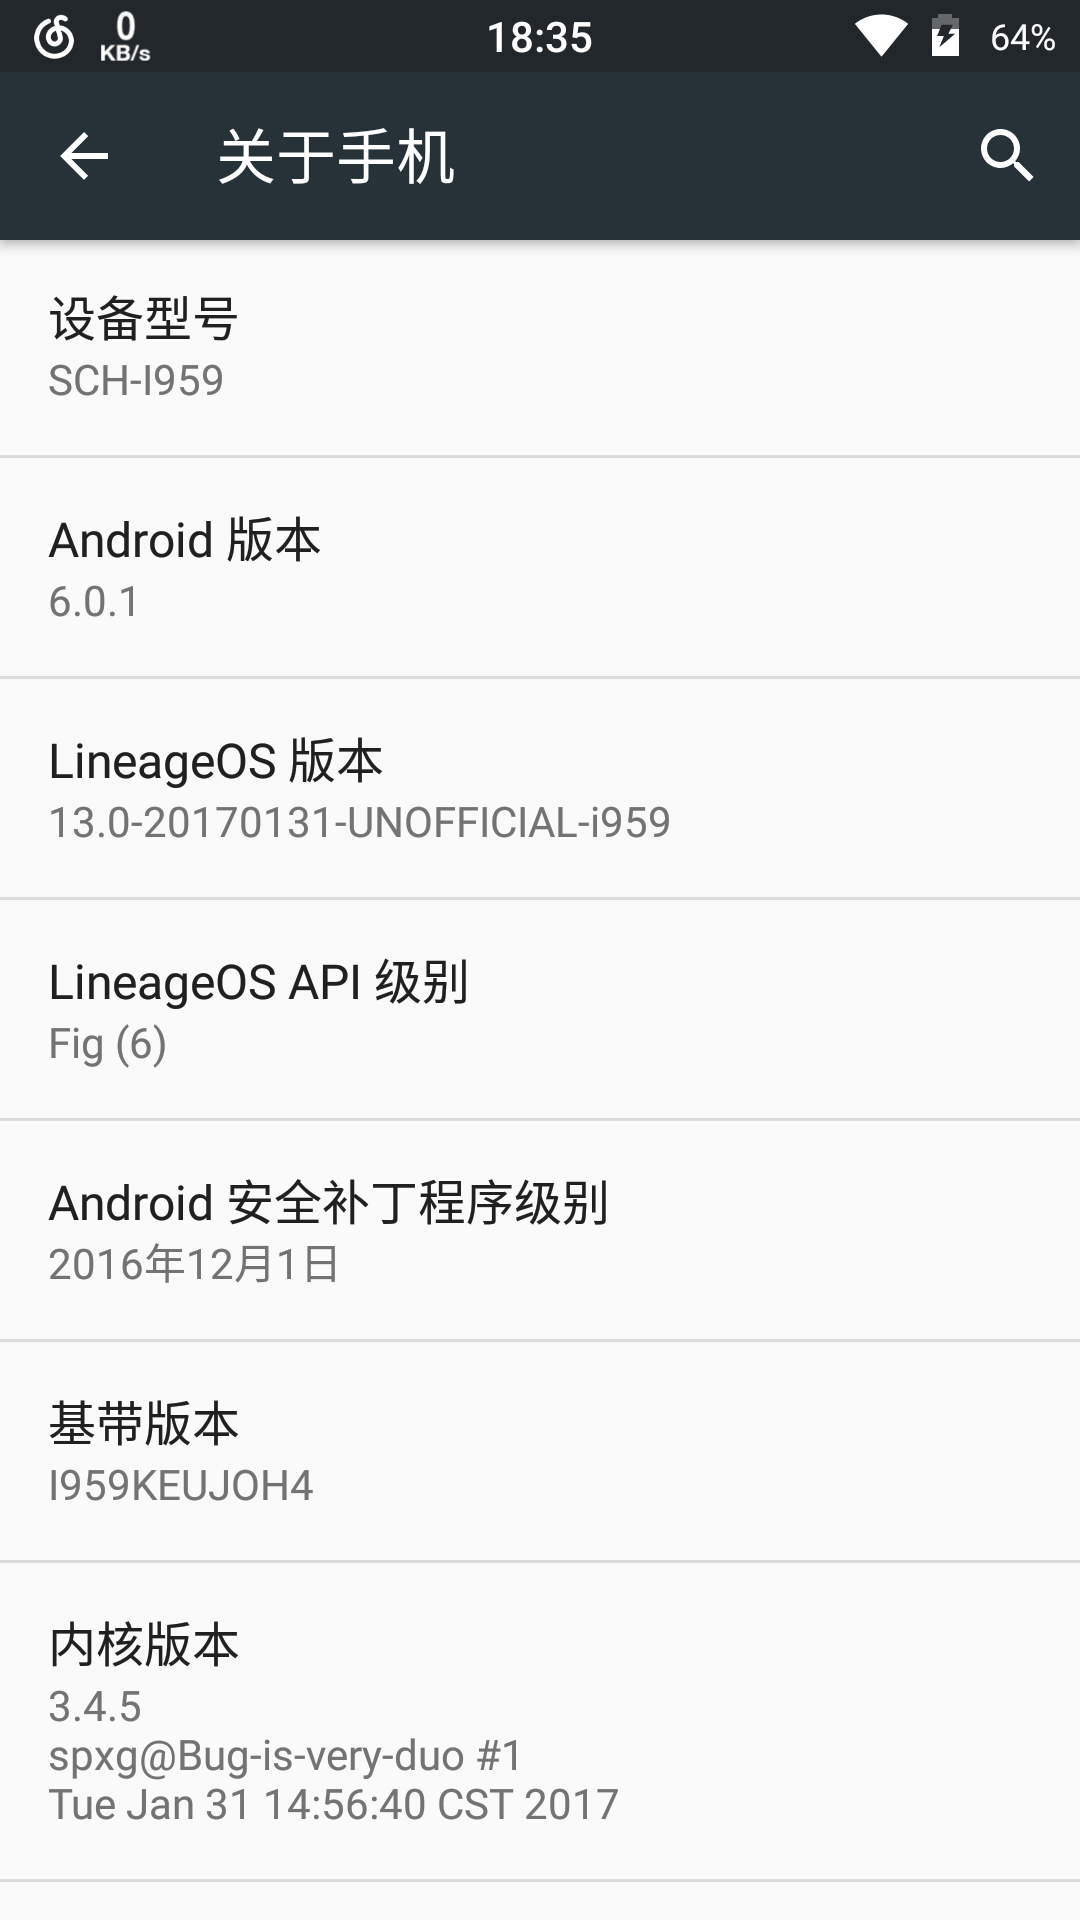 0
KB/s
18:35
64%
关于手机
设备型号
SCH-I959
Android 版本
6.0.1
LineageOS 版本
13.0-20170131-UNOFFICIAL-i959
LineageOS API 级别
Fig (6)
Android 安全补丁程序级别
2016年12月1日
基带版本
I959KEUJOH4
内核版本
3.4.5
spxg@Bug-is-very-duo #1
Tue Jan 31 14:56:40 CST 2017